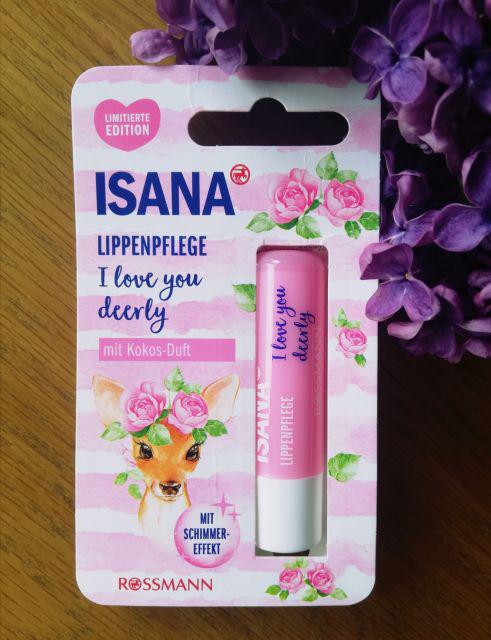 LIMITIERTE
EDITION
ISANA
LIPPENPFLEGE
I love you
deerly
mit Kokos-Duft
MIT
SCHIMMER-
EFFEKT
ROSSMANN
I love you
deerly
ISANA
LIPPENPFLEGE
ROSSMANN